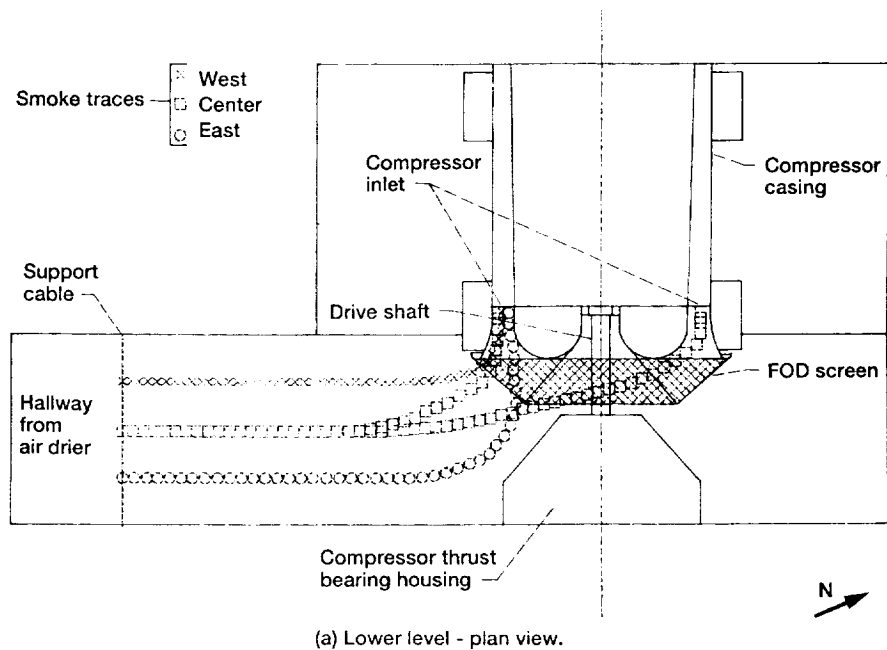 Smoke traces
West
Center
East
Compressor
inlet
Compressor
casing
Support
cable
Drive shaft
FOD screen
Hallway
from
air drier
Compressor thrust
bearing housing
N
(a) Lower level - plan view.